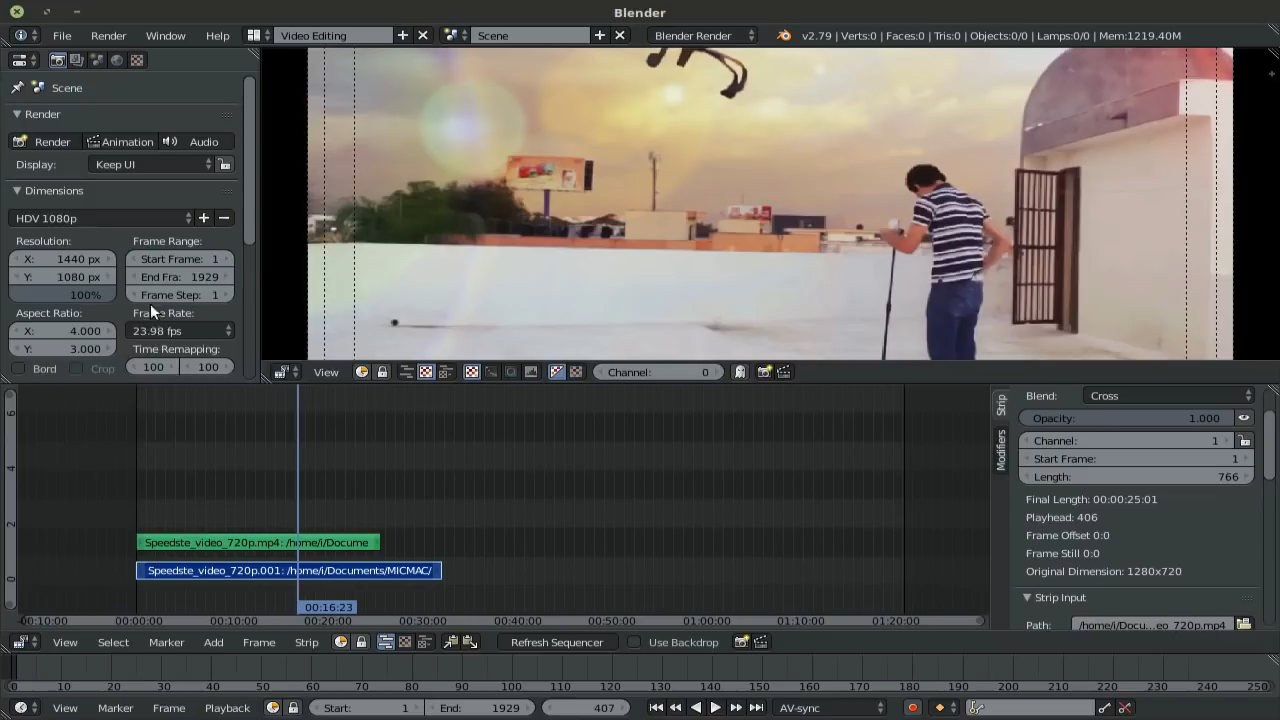 Blender
File Render Window Help Video Editing Scene Blender Render v2.79 | Verts:0 | Faces:0 | Tris:0 | Objects:0/0 | Lamps:0/0 | Mem:1219.40M
Scene
Render
Render Animation Audio
Display: Keep UI
Dimensions
HDV 1080p
Resolution: Frame Range:
X: 1440 px Start Frame: 1
Y: 1080 px End Fra: 1929
100% Frame Step: 1
Aspect Ratio: Frame Rate:
X: 4.000 23.98 fps
Y: 3.000 Time Remapping:
Bord Crop 100 100
View Channel: 0
6
4
2
0
Speedste_video_720p.mp4: /home/i/Docume
Speedste_video_720p.001: /home/i/Documents/MICMAC/
00:16:23
-00:10:00 00:00:00 00:10:00 00:20:00 00:30:00 00:40:00 00:50:00 01:00:00 01:10:00 01:20:00
Strip
Modifiers
Blend: Cross
Opacity: 1.000
Channel: 1
Start Frame: 1
Length: 766
Final Length: 00:00:25:01
Playhead: 406
Frame Offset 0:0
Frame Still 0:0
Original Dimension: 1280x720
Strip Input
Path: /home/i/Docu...eo_720p.mp4
View Select Marker Add Frame Strip Refresh Sequencer Use Backdrop
0 10 20 30 40 50 60 70 80 90 100 110 120 130 140 150 160 170 180 190 200 210 220 230 240 250
View Marker Frame Playback Start: 1 End: 1929 407 AV-sync